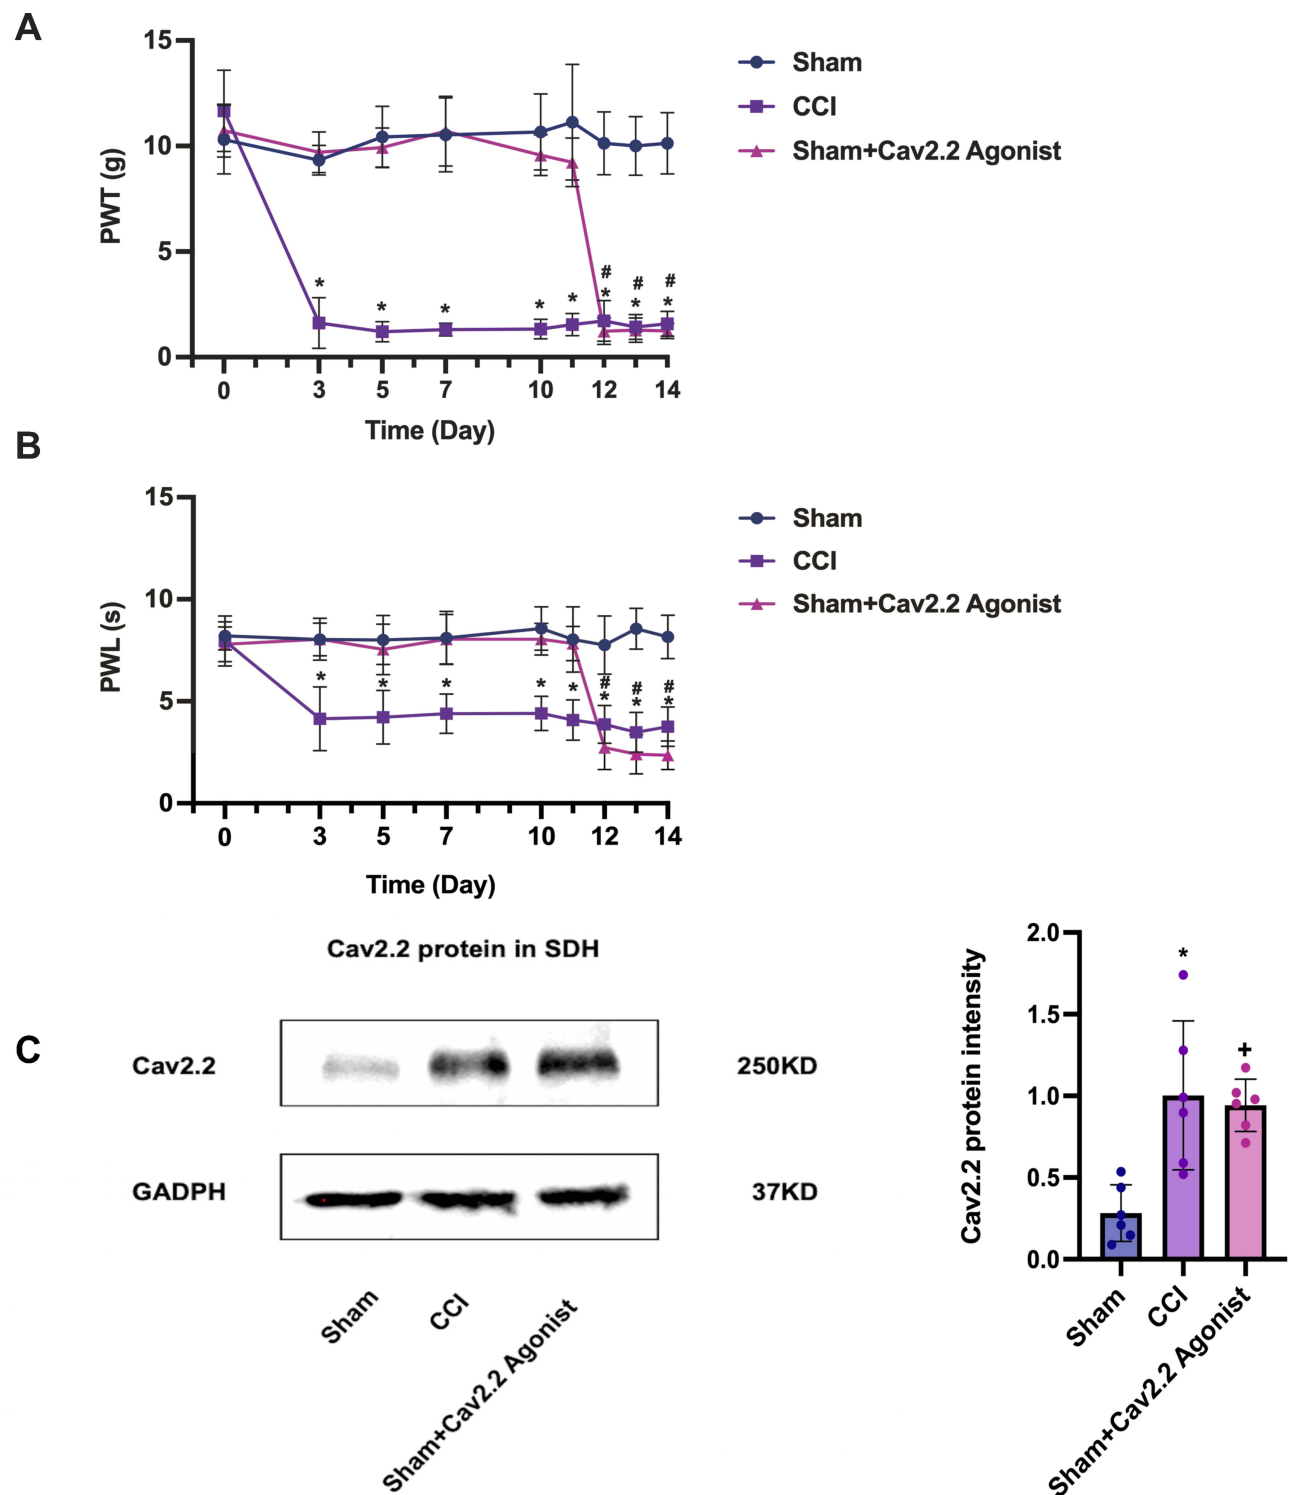 A
15
10
5
0
PWT (g)
* * * * * * * *
# # #
0 3 5 7 10 12 14
Time (Day)
Sham
CCI
Sham+Cav2.2 Agonist
B
15
10
5
0
PWL (s)
* * * * * * * *
# # #
0 3 5 7 10 12 14
Time (Day)
Sham
CCI
Sham+Cav2.2 Agonist
C
Cav2.2 protein in SDH
Cav2.2
250KD
GADPH
37KD
Sham
CCI
Sham+Cav2.2 Agonist
Cav2.2 protein intensity
2.0
1.5
1.0
0.5
0.0
*
+
Sham
CCI
Sham+Cav2.2 Agonist